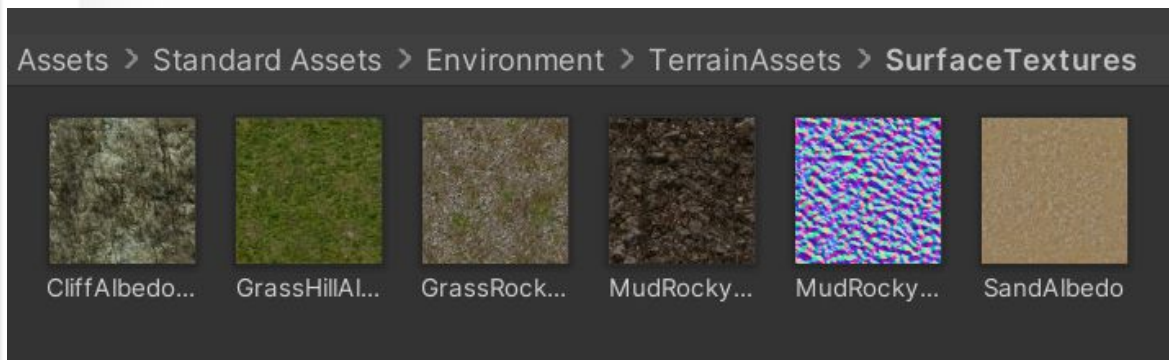 Assets > Standard Assets > Environment > TerrainAssets > SurfaceTextures
CliffAlbedo... GrassHillAl... GrassRock... MudRocky... MudRocky... SandAlbedo